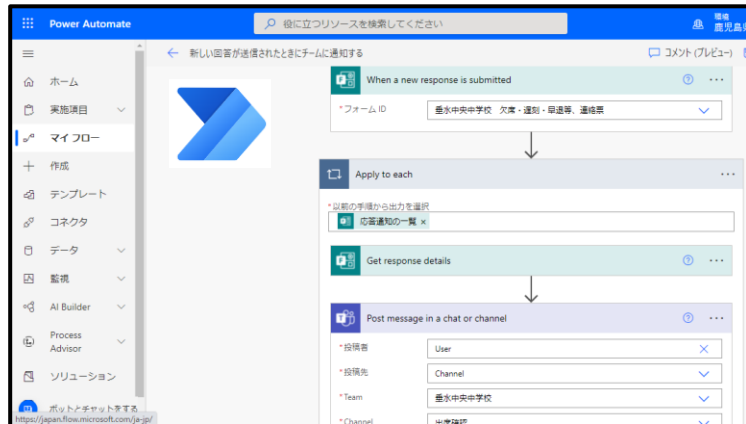 Power Automate
役に立つリソースを検索してください
環境
鹿児島県
← 新しい回答が送信されたときにチームに通知する
コメント (プレビュー)
ホーム
実施項目
マイ フロー
作成
テンプレート
コネクタ
データ
監視
AI Builder
Process
Advisor
ソリューション
ボットとチャットをする
https://japan.flow.microsoft.com/ja-jp/
When a new response is submitted
*フォーム ID
垂水中央中学校 欠席・遅刻・早退等、連絡票
Apply to each
*以前の手順から出力を選択
応答通知の一覧 ×
Get response details
Post message in a chat or channel
*投稿者
User
*投稿先
Channel
*Team
垂水中央中学校
*Channel
出席確認